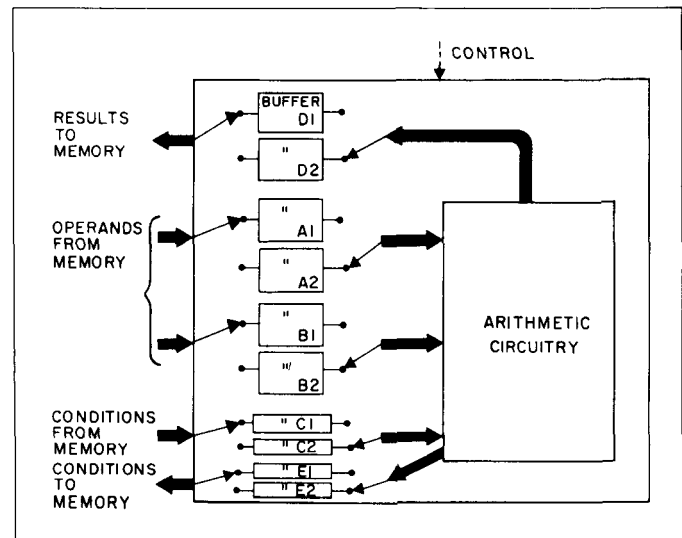 CONTROL
RESULTS
TO
MEMORY
BUFFER
D1
" D2
OPERANDS
FROM
MEMORY
" A1
" A2
" B1
" B2
ARITHMETIC
CIRCUITRY
CONDITIONS
FROM
MEMORY
CONDITIONS
TO
MEMORY
" C1
" C2
" E1
" E2